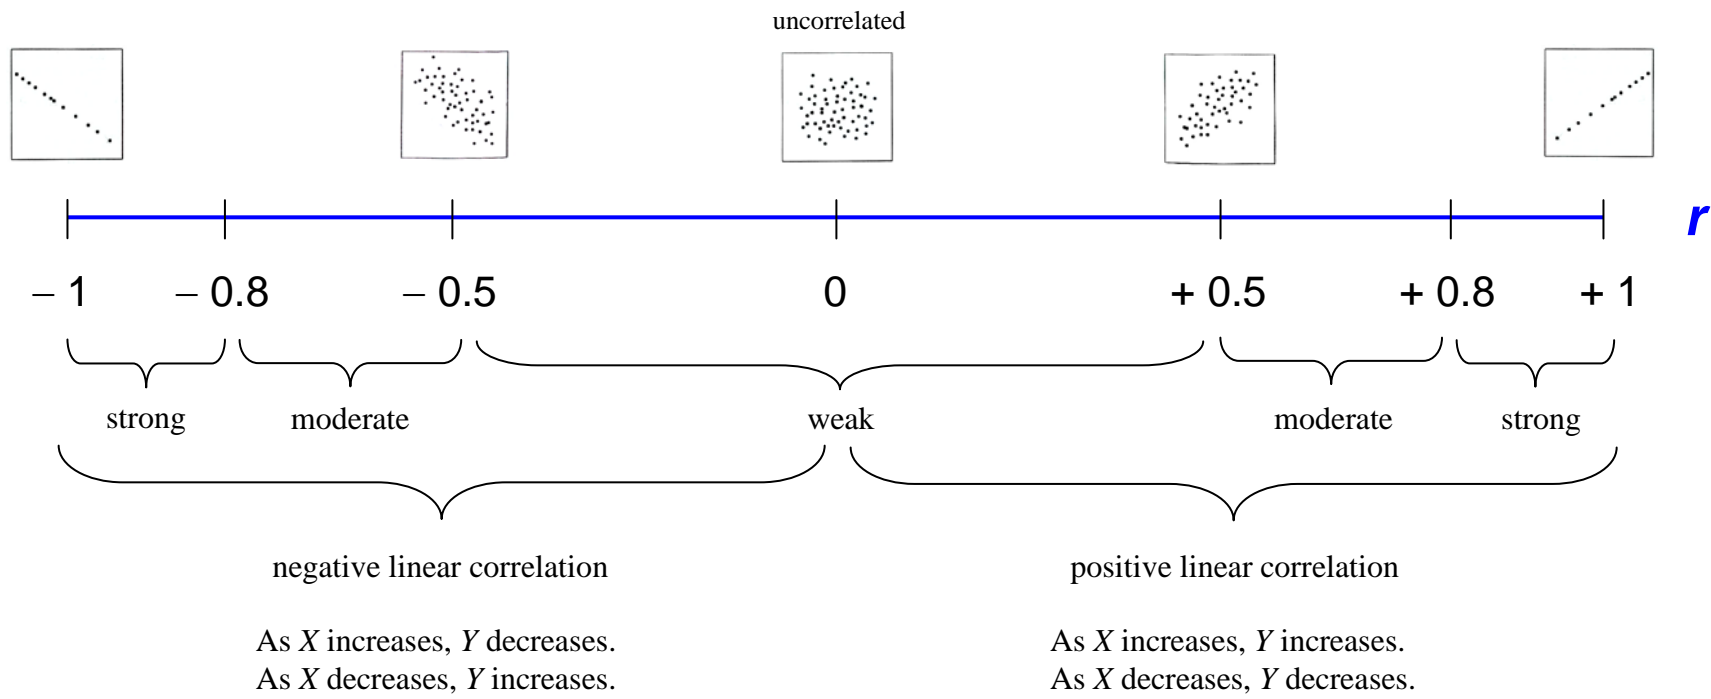 uncorrelated
r
– 1 – 0.8 – 0.5 0 + 0.5 + 0.8 + 1
strong moderate weak moderate strong
negative linear correlation positive linear correlation
As X increases, Y decreases. As X increases, Y increases.
As X decreases, Y increases. As X decreases, Y decreases.